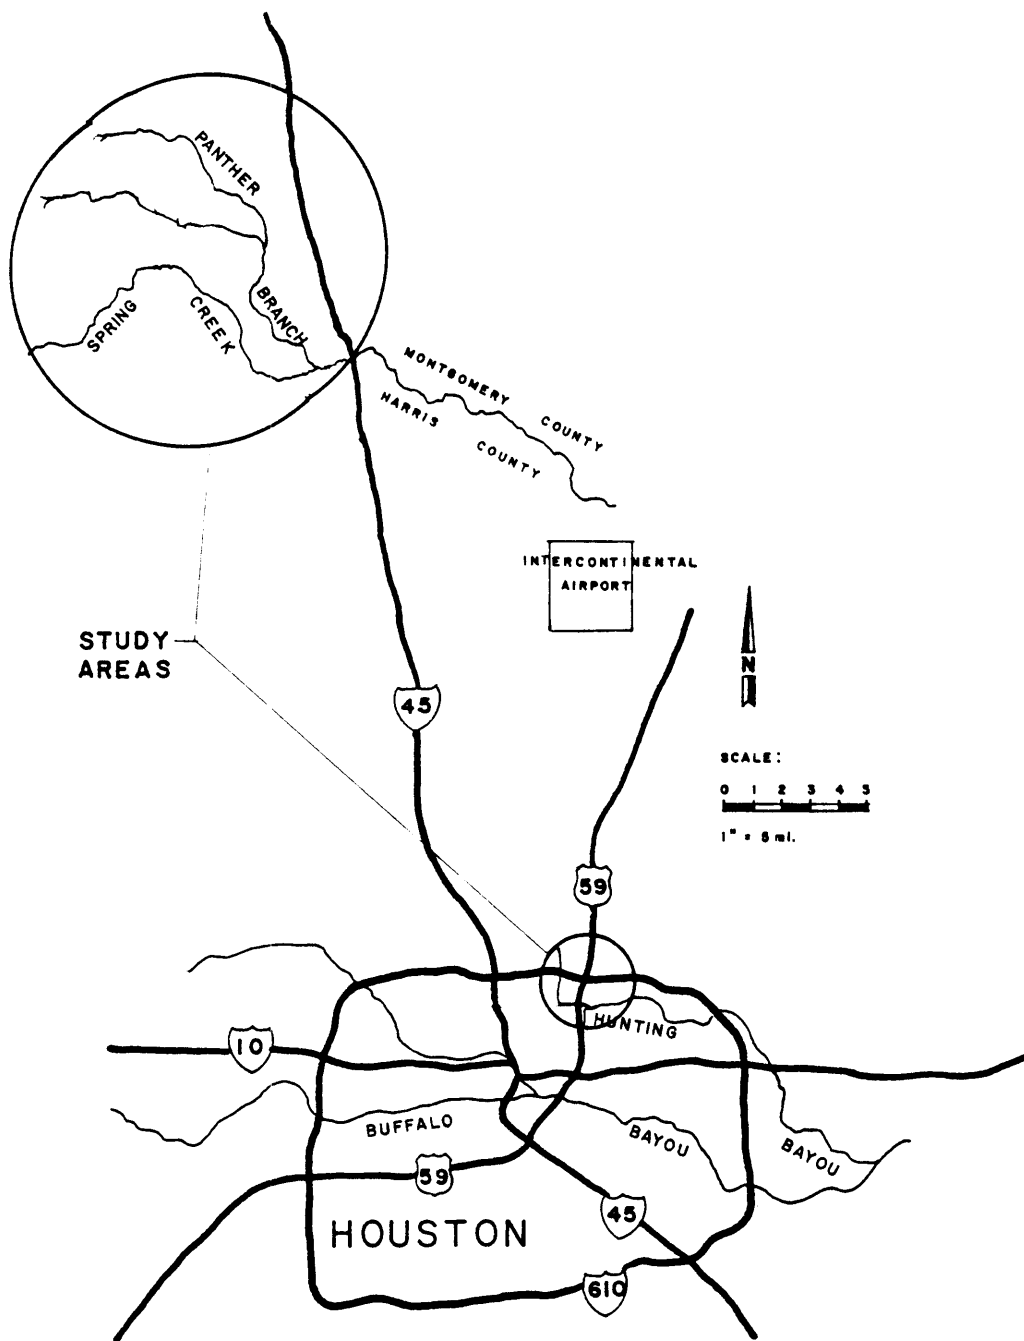 PANTHER
BRANCH
SPRING
CREEK
MONTGOMERY COUNTY
HARRIS COUNTY
INTERCONTINENTAL
AIRPORT
STUDY
AREAS
45
N
SCALE:
0 1 2 3 4 5
1" = 5 mi.
59
HUNTING
10
BUFFALO
BAYOU
BAYOU
59
45
HOUSTON
610